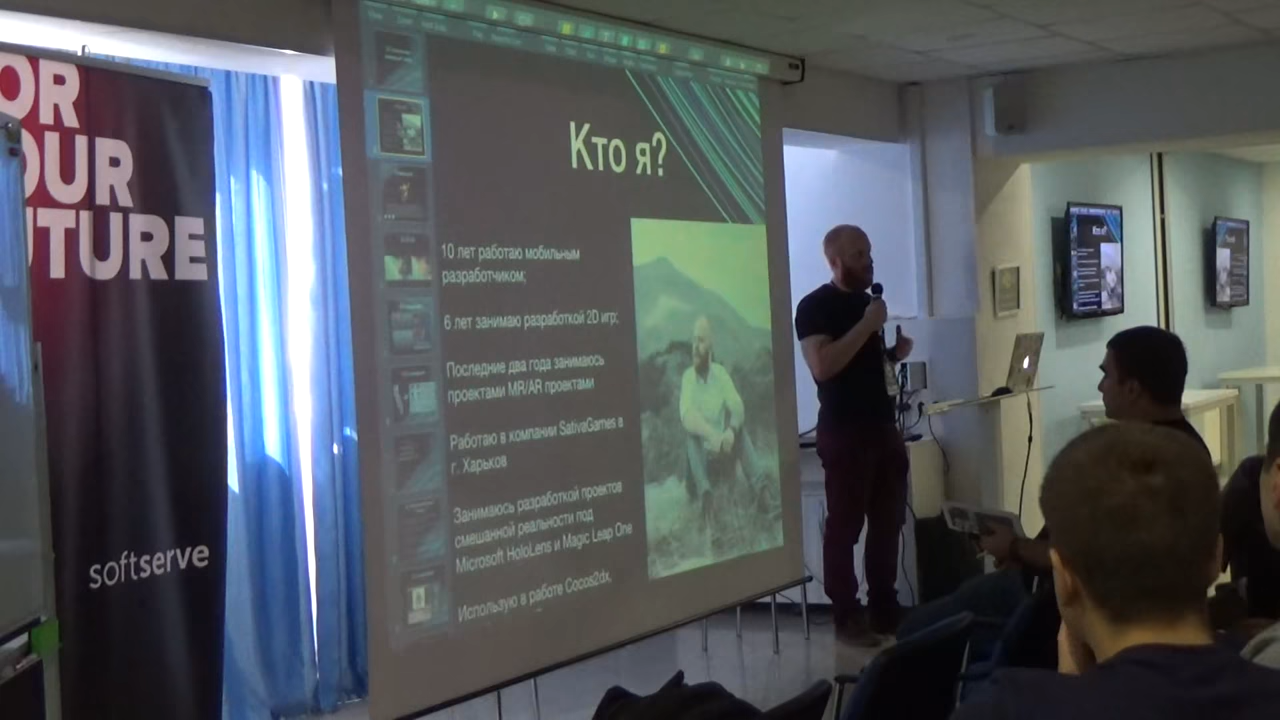 OR
OUR
UTURE
softserve
Кто я?
10 лет работаю мобильным
разработчиком;
6 лет занимаю разработкой 2D игр;
Последние два года занимаюсь
проектами MR/AR проектами
Работаю в компании SativaGames в
г. Харьков
Занимаюсь разработкой проектов
смешанной реальности под
Microsoft HoloLens и Magic Leap One
Использую в работе Cocos2dx,
Кто я?